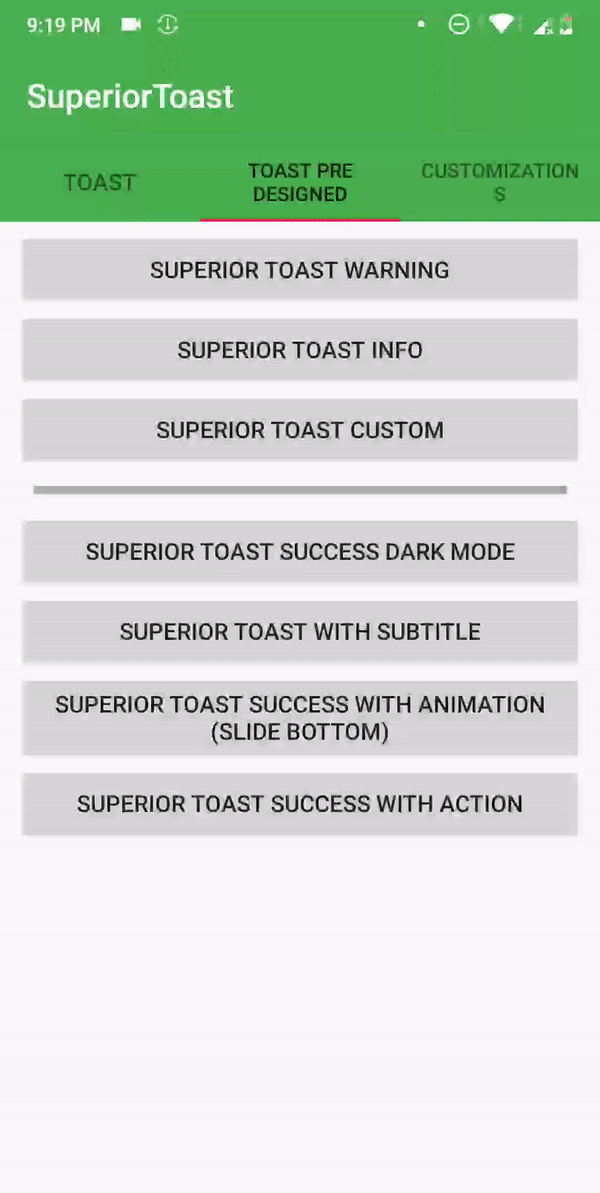 9:19 PM
SuperiorToast
TOAST
TOAST PRE
DESIGNED
CUSTOMIZATION
S
SUPERIOR TOAST WARNING
SUPERIOR TOAST INFO
SUPERIOR TOAST CUSTOM
SUPERIOR TOAST SUCCESS DARK MODE
SUPERIOR TOAST WITH SUBTITLE
SUPERIOR TOAST SUCCESS WITH ANIMATION
(SLIDE BOTTOM)
SUPERIOR TOAST SUCCESS WITH ACTION